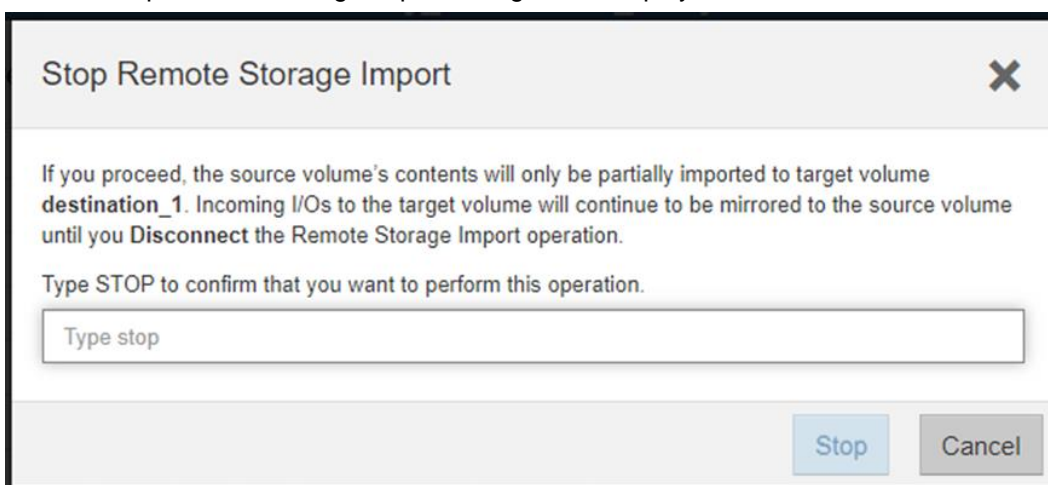 Stop Remote Storage Import
If you proceed, the source volume's contents will only be partially imported to target volume
destination_1. Incoming I/Os to the target volume will continue to be mirrored to the source volume
until you Disconnect the Remote Storage Import operation.
Type STOP to confirm that you want to perform this operation.
Type stop
Stop Cancel